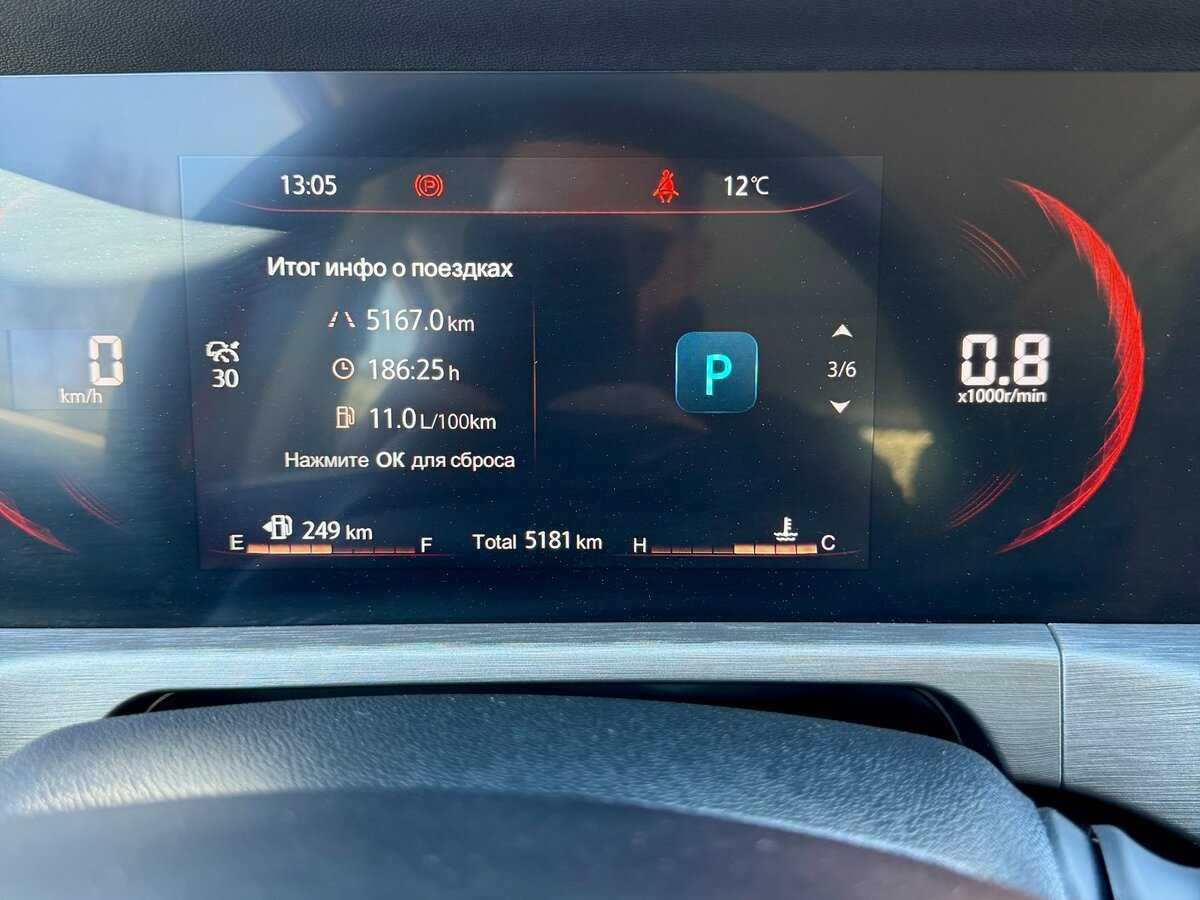 13:05
12℃
Итог инфо о поездках
5167.0 km
186:25 h
11.0 L/100km
Нажмите ОК для сброса
0
km/h
30
P
3/6
0.8
x1000r/min
E
249 km
F
Total 5181 km
H
C